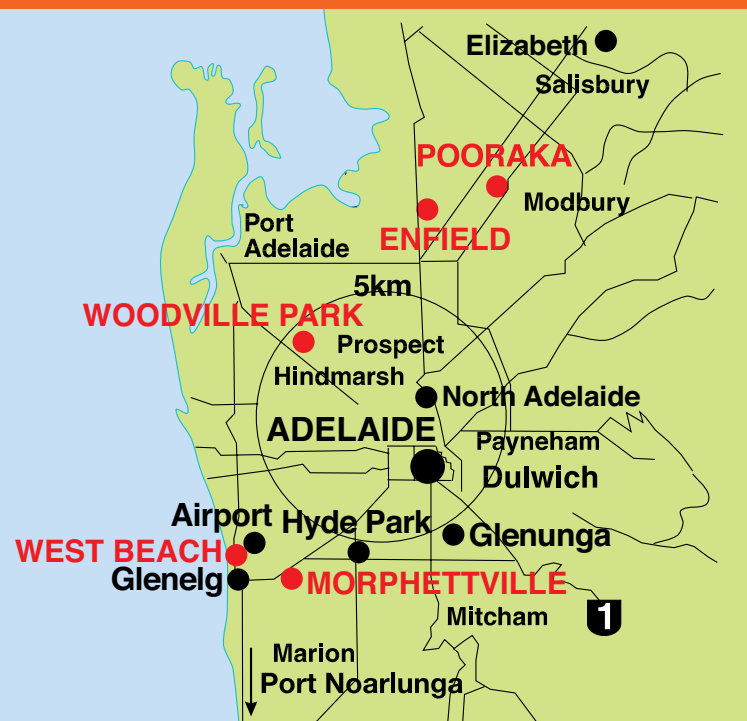 Elizabeth
Salisbury
POORAKA
Modbury
Port
Adelaide
ENFIELD
5km
WOODVILLE PARK
Prospect
Hindmarsh
North Adelaide
ADELAIDE
Payneham
Dulwich
Airport
Hyde Park
Glenunga
WEST BEACH
Glenelg
MORPHETTVILLE
Mitcham
1
Marion
Port Noarlunga